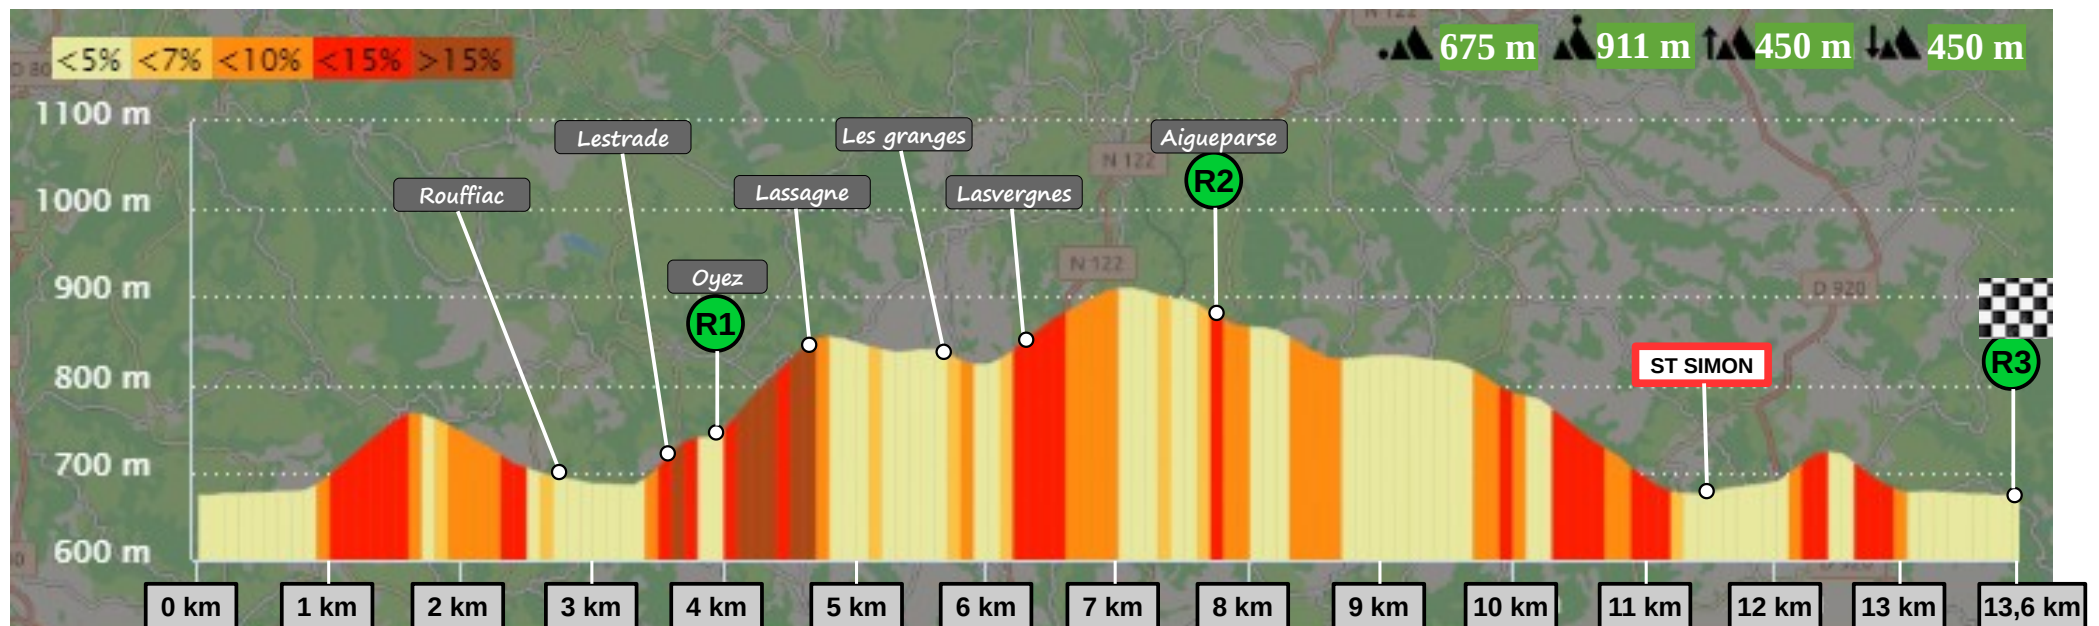 <5% <7% <10% <15% >15%
675 m 911 m 450 m 450 m
1100 m
1000 m
900 m
800 m
700 m
600 m
Rouffiac
Lestrade
Oyez
R1
Lassagne
Les granges
Lasvergnes
Aigueparse
R2
ST SIMON
R3
N 122
N 122
N 122
D 920
D 80
0 km 1 km 2 km 3 km 4 km 5 km 6 km 7 km 8 km 9 km 10 km 11 km 12 km 13 km 13,6 km